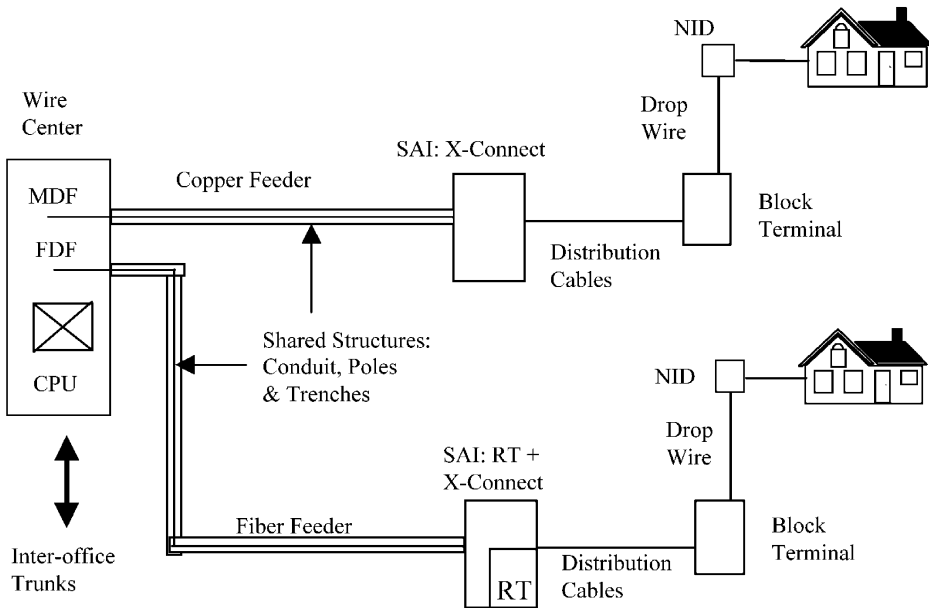 NID
Wire
Center
Drop
Wire
SAI: X-Connect
MDF
Copper Feeder
Block
Terminal
FDF
Distribution
Cables
Shared Structures:
Conduit, Poles
& Trenches
CPU
NID
Drop
Wire
SAI: RT +
X-Connect
Fiber Feeder
Block
Terminal
Inter-office
Trunks
Distribution
Cables
RT